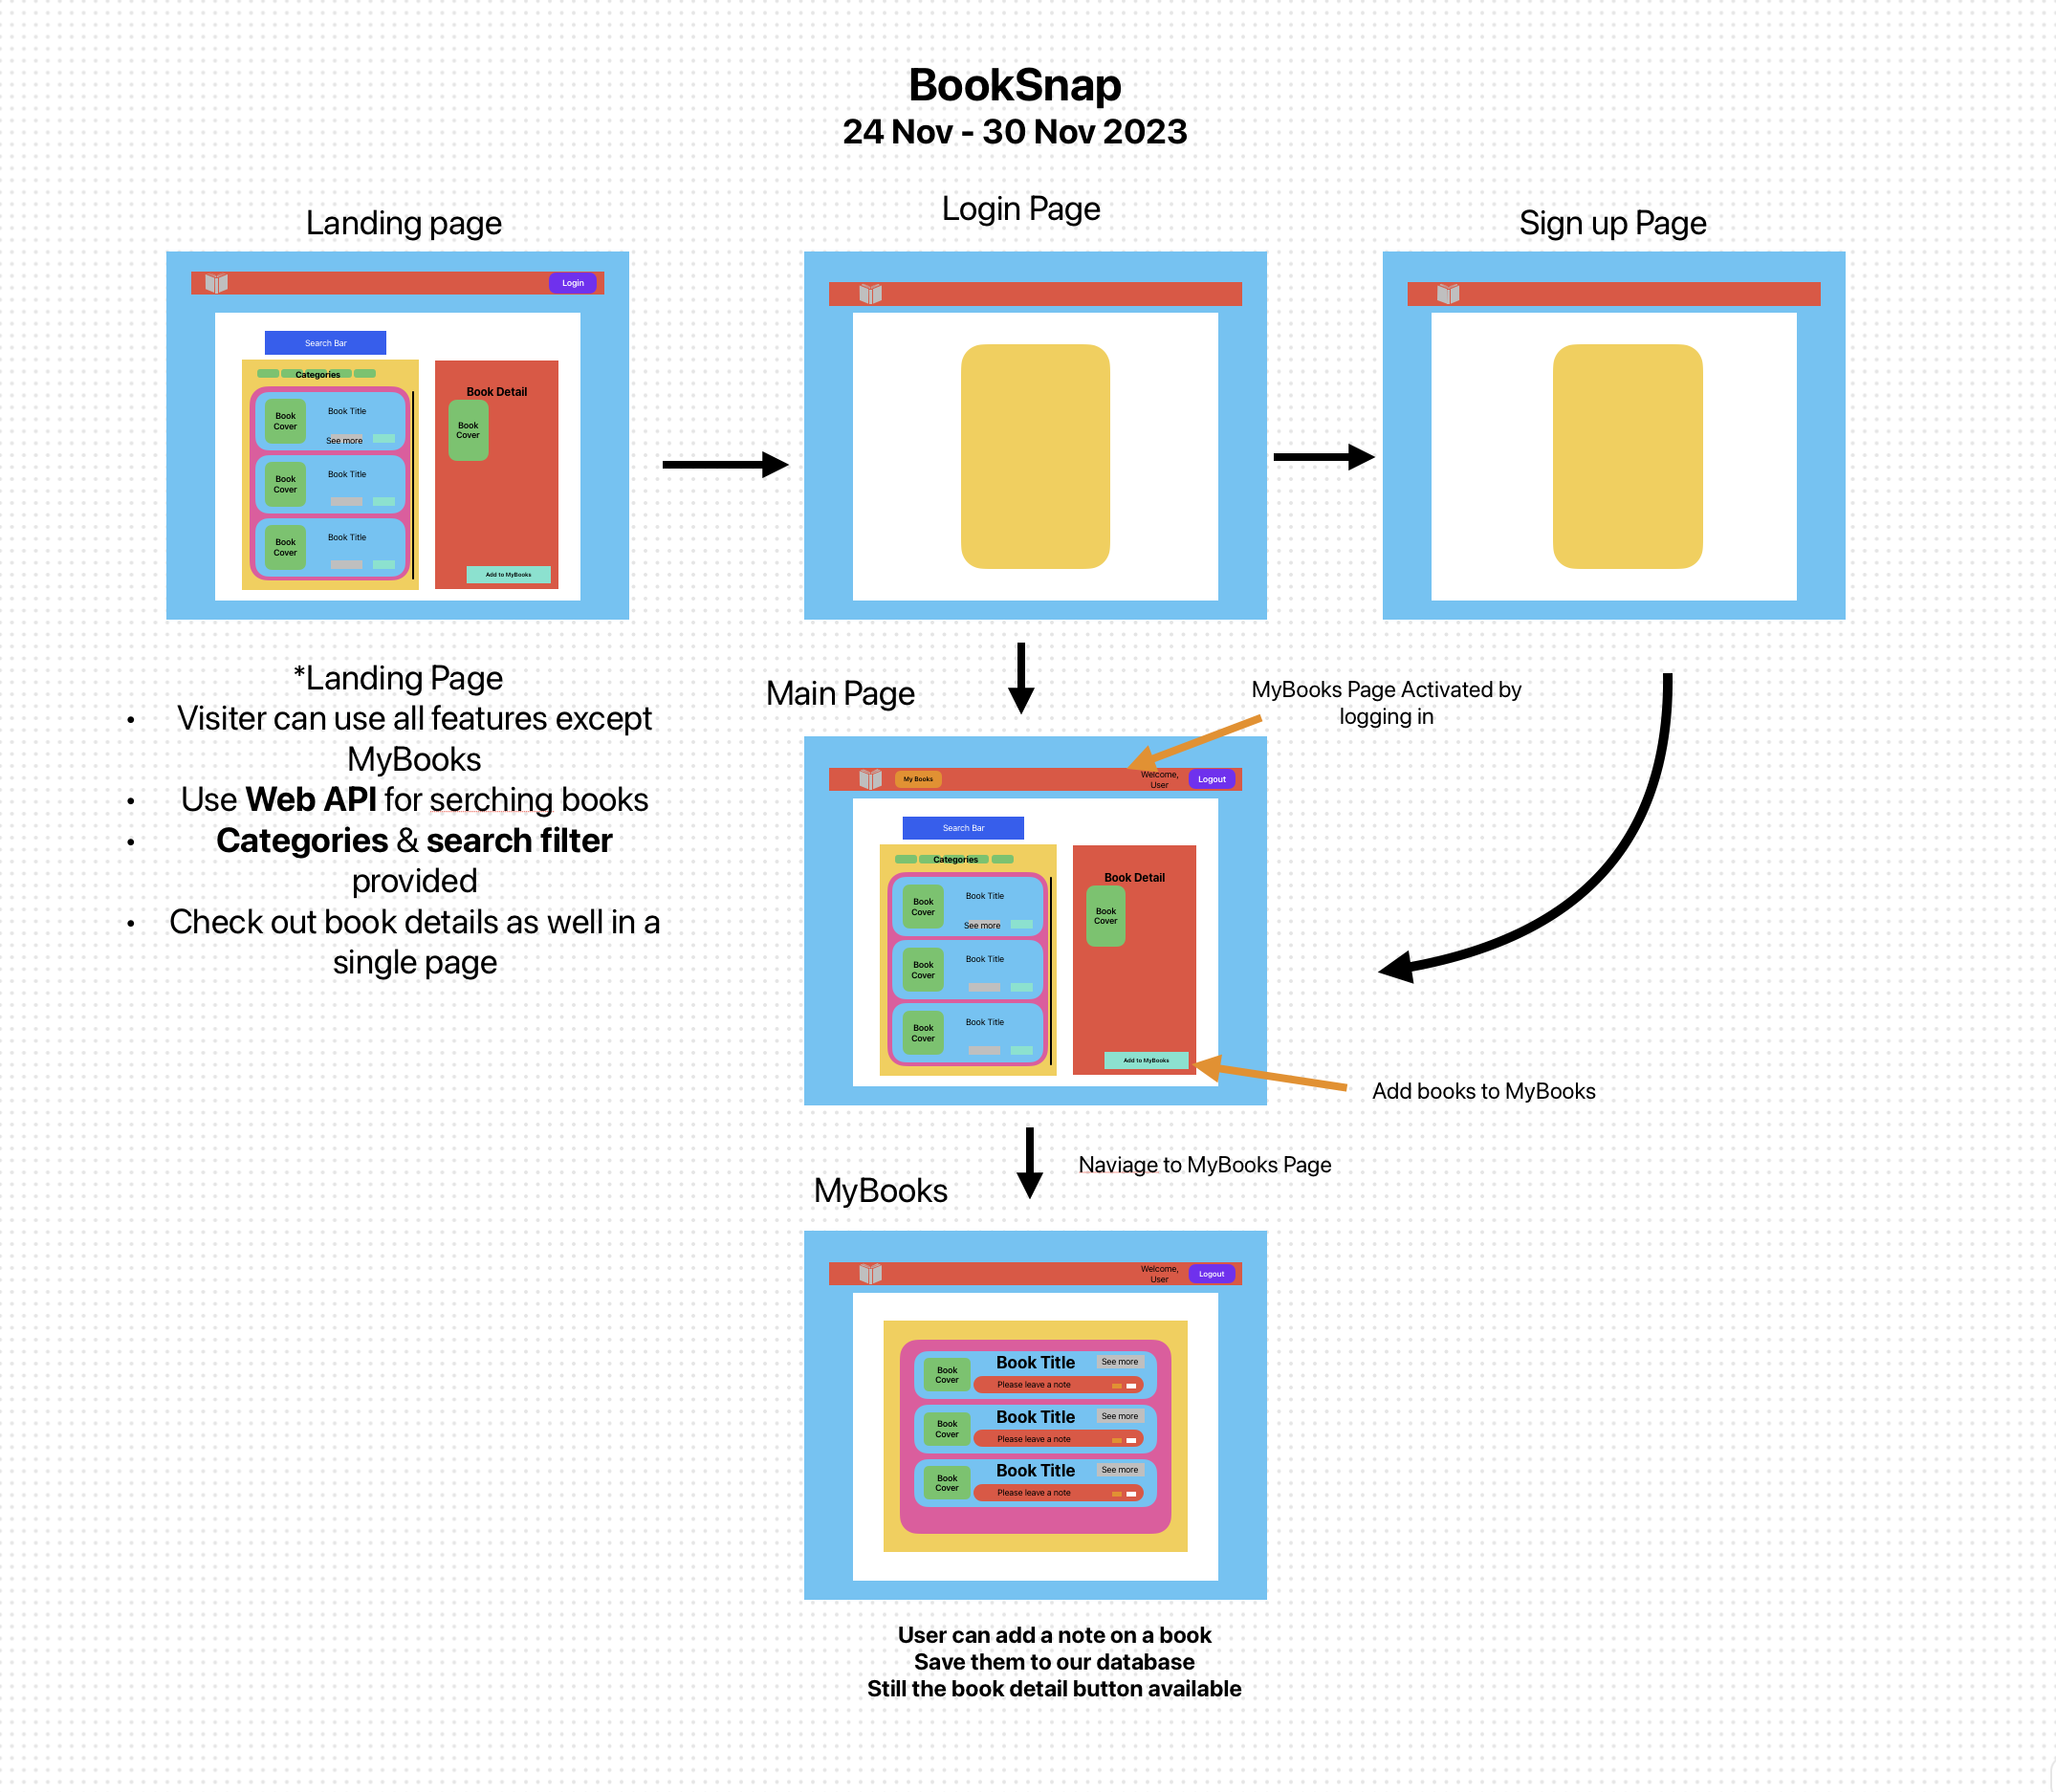 BookSnap
24 Nov - 30 Nov 2023
Landing page
Login Page
Sign up Page
Login
Search Bar
Categories
Book
Cover
Book Title
See more
Book
Cover
Book Title
Book
Cover
Book Title
Book Detail
Book
Cover
Add to MyBooks
*Landing Page
• Visiter can use all features except
MyBooks
• Use Web API for serching books
• Categories & search filter
provided
• Check out book details as well in a
single page
Main Page
MyBooks Page Activated by
logging in
My Books
Welcome,
User
Logout
Search Bar
Categories
Book
Cover
Book Title
See more
Book
Cover
Book Title
Book
Cover
Book Title
Book Detail
Book
Cover
Add to MyBooks
Add books to MyBooks
Naviage to MyBooks Page
MyBooks
Welcome,
User
Logout
Book
Cover
Book Title
See more
Please leave a note
Book
Cover
Book Title
See more
Please leave a note
Book
Cover
Book Title
See more
Please leave a note
User can add a note on a book
Save them to our database
Still the book detail button available